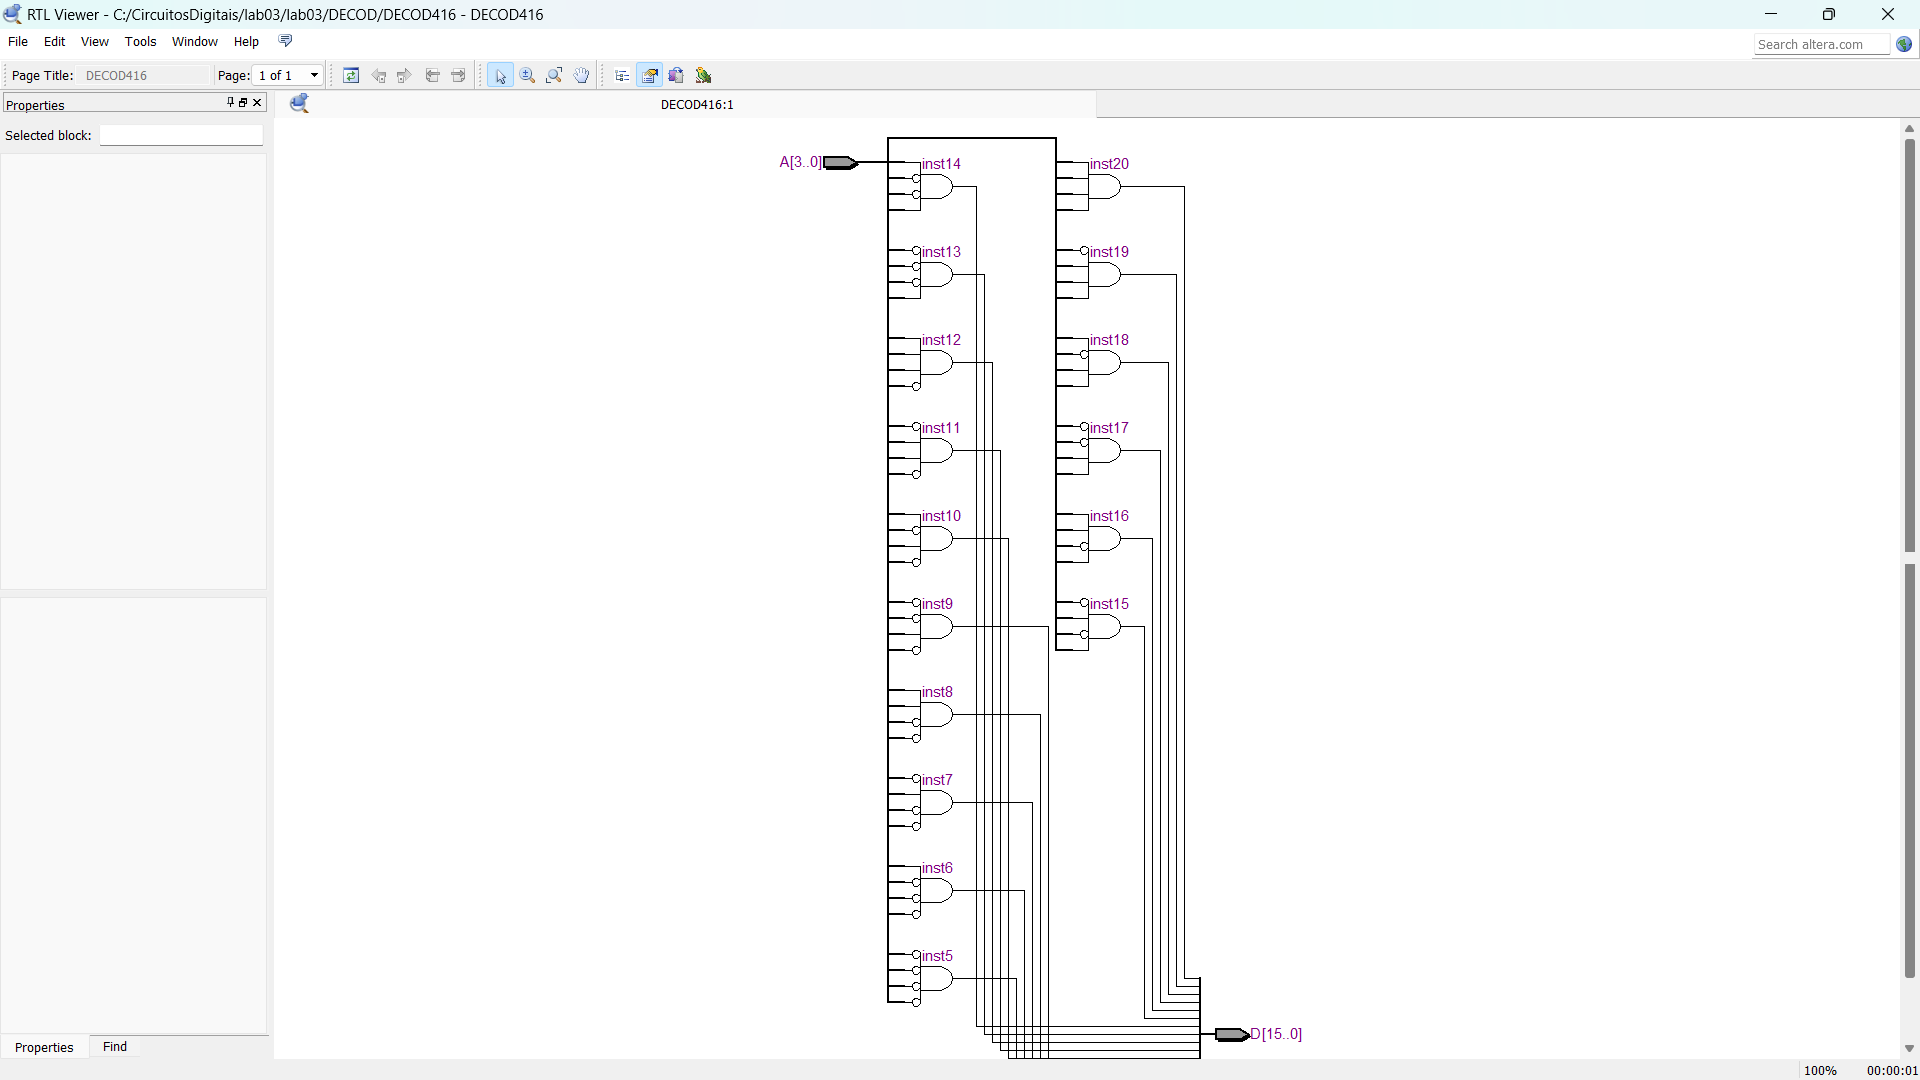 RTL Viewer - C:/CircuitosDigitais/lab03/lab03/DECOD/DECOD416 - DECOD416
File Edit View Tools Window Help
Search altera.com
Page Title: DECOD416 Page: 1 of 1
Properties
DECOD416:1
Selected block:
A[3..0]
inst14
inst20
inst13
inst19
inst12
inst18
inst11
inst17
inst10
inst16
inst9
inst15
inst8
inst7
inst6
inst5
D[15..0]
Properties Find
100% 00:00:01